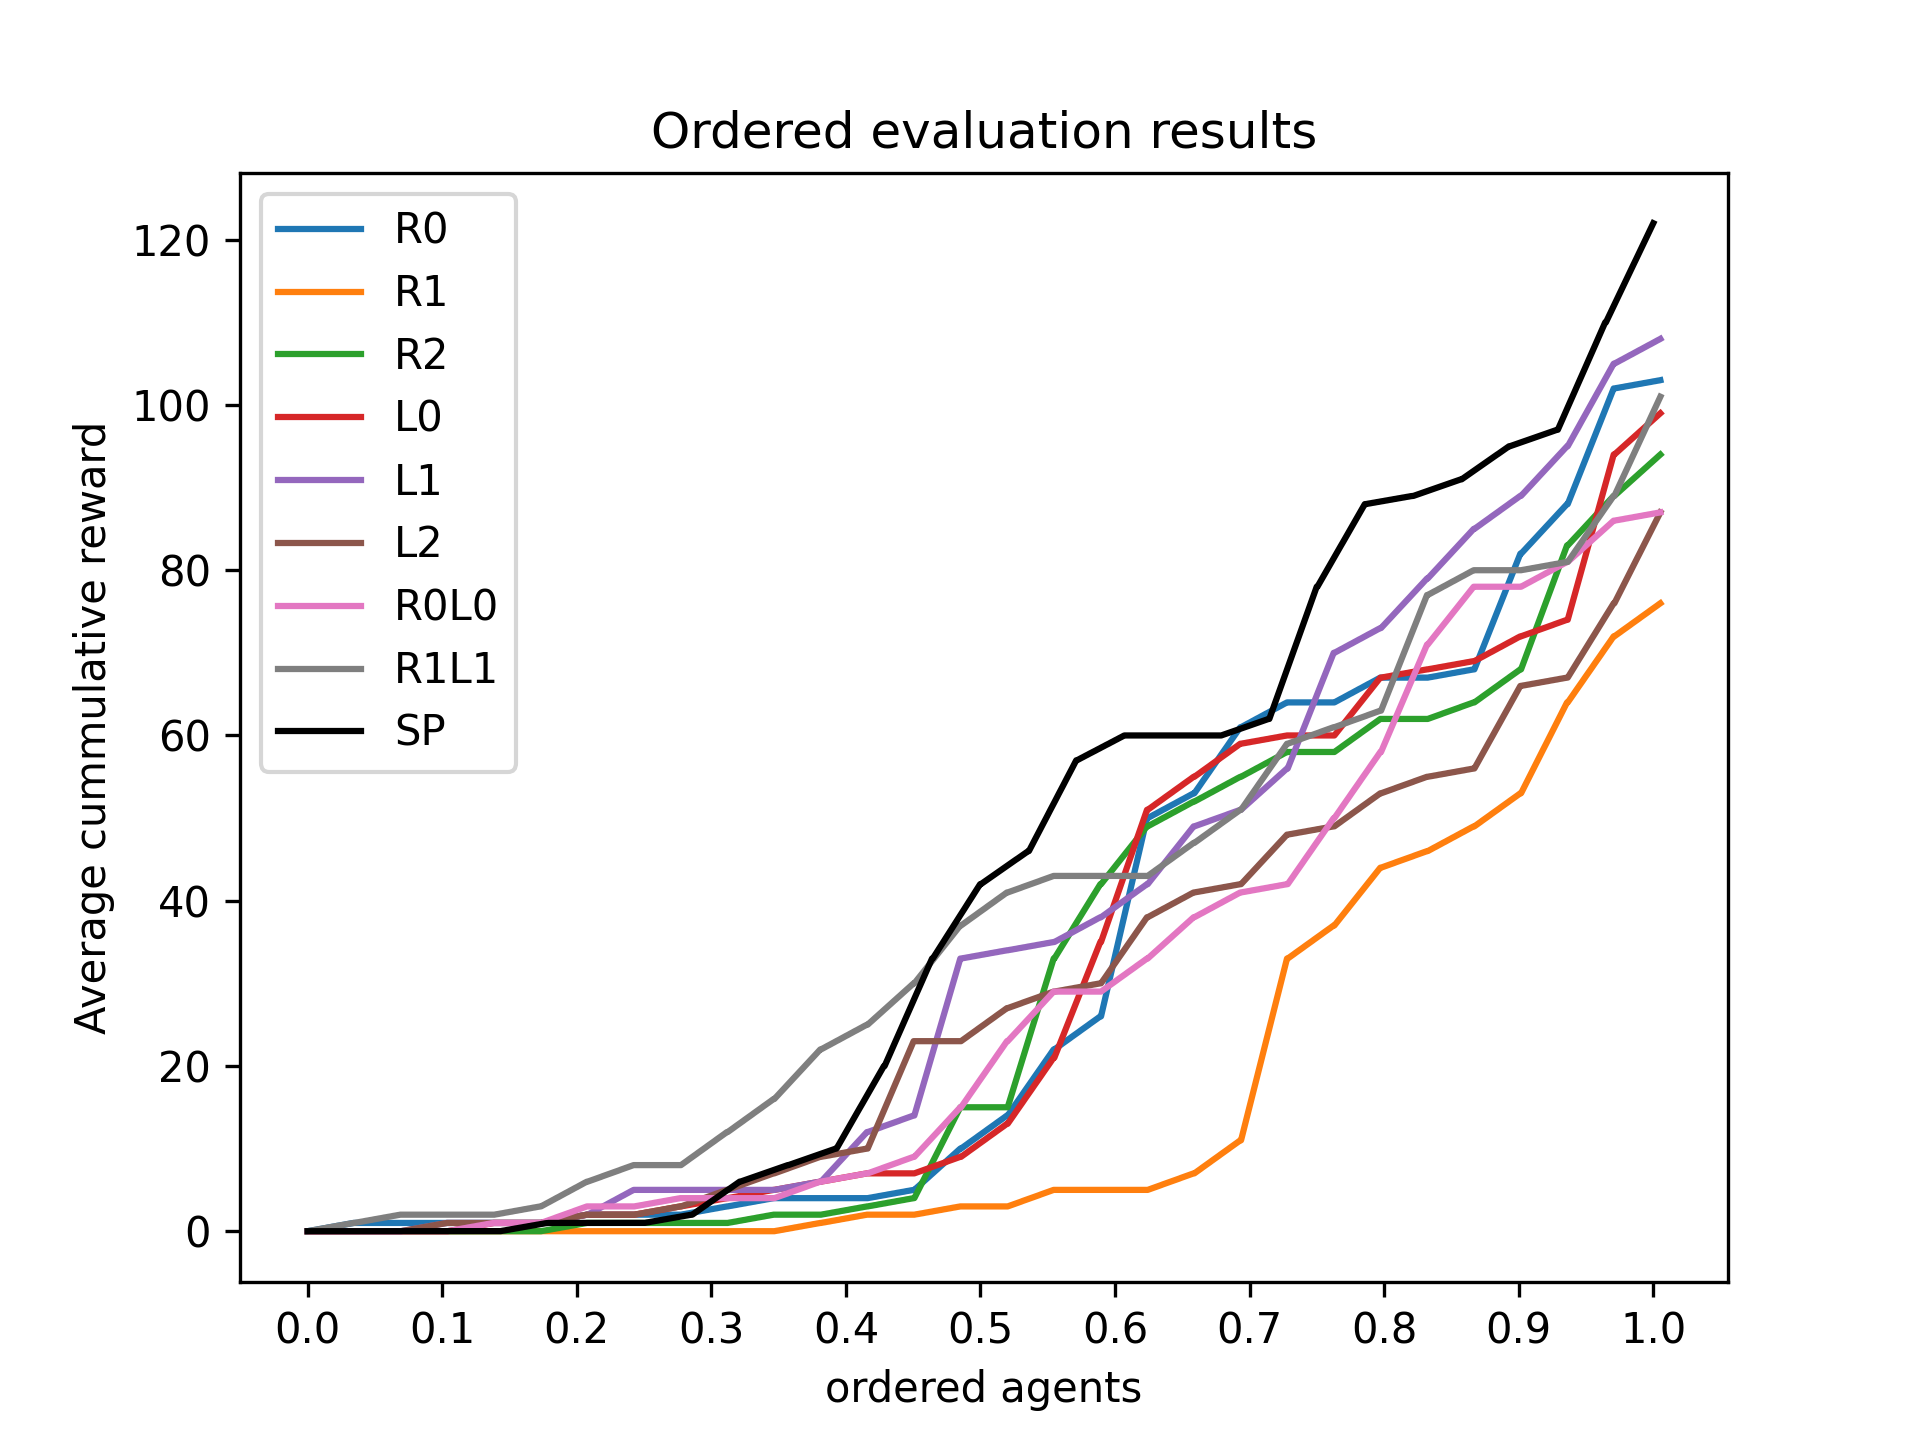 Ordered evaluation results
Average cummulative reward
120
100
80
60
40
20
0
R0
R1
R2
L0
L1
L2
R0L0
R1L1
SP
0.0 0.1 0.2 0.3 0.4 0.5 0.6 0.7 0.8 0.9 1.0
ordered agents